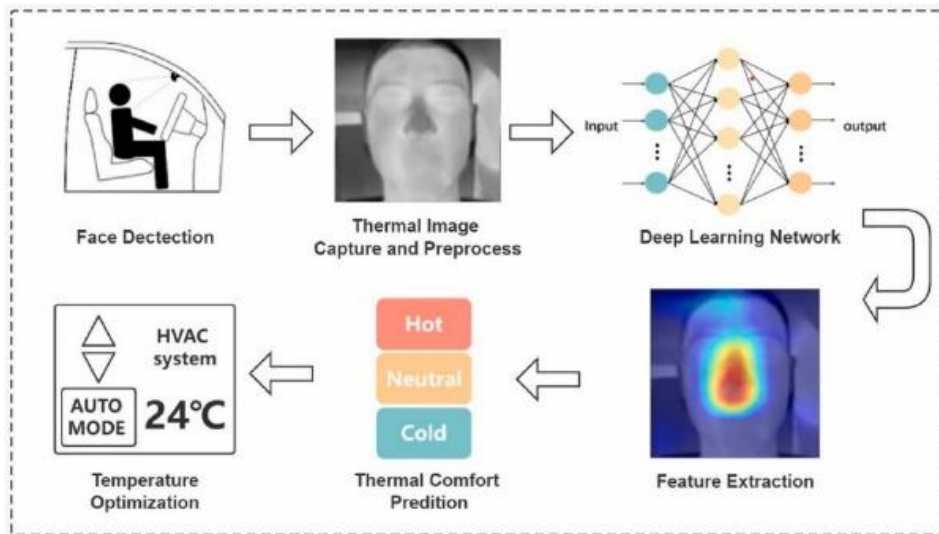 Input
output
Face Dectection
Thermal Image
Capture and Preprocess
Deep Learning Network
HVAC
system
AUTO
MODE
24℃
Hot
Neutral
Cold
Temperature
Optimization
Thermal Comfort
Predition
Feature Extraction